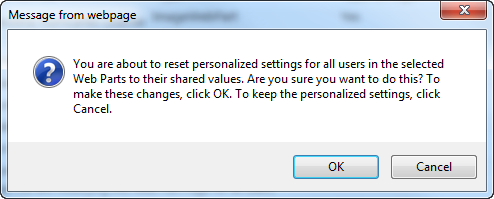 Message from webpage
You are about to reset personalized settings for all users in the selected
Web Parts to their shared values. Are you sure you want to do this? To
make these changes, click OK. To keep the personalized settings, click
Cancel.
OK
Cancel